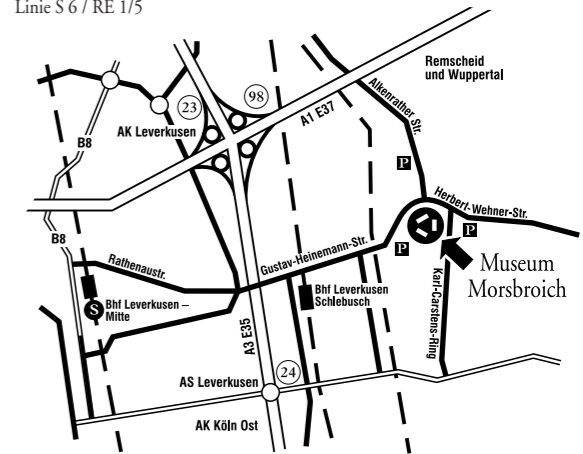 Linie S 6 / RE 1/5
Remscheid
und Wuppertal
98
23
A1 E37
Alkenrather Str.
AK Leverkusen
B8
P
Herbert-Wehner-Str.
P
B8
Rathenaustr.
Gustav-Heinemann-Str.
P
Museum
Morsbroich
Bhf Leverkusen –
Mitte
S
Bhf Leverkusen
Schlebusch
Karl-Carstens-Ring
A3 E35
24
AS Leverkusen
AK Köln Ost